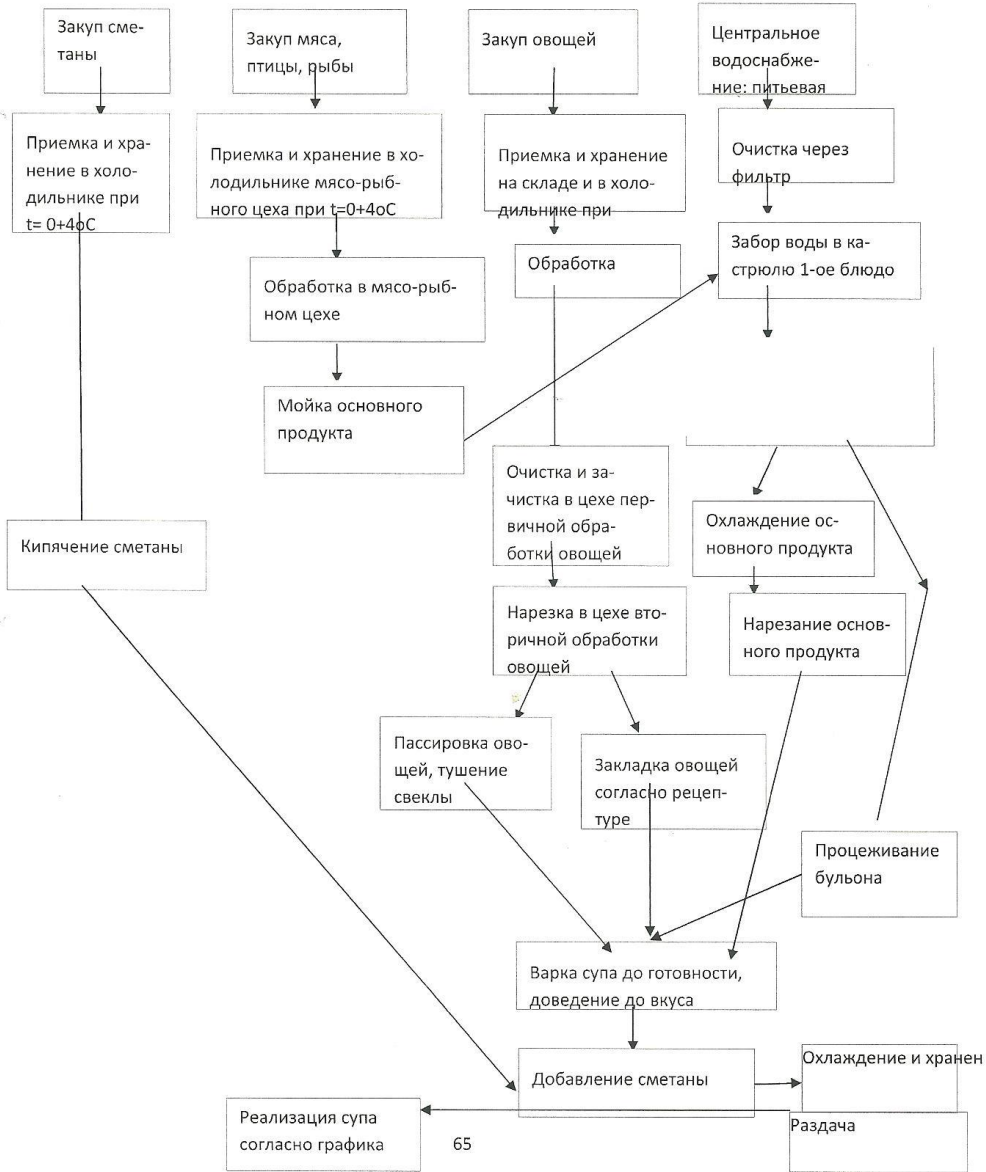 Закуп сме-
таны
Закуп мяса,
птицы, рыбы
Закуп овощей
Центральное
водоснабже-
ние: питьевая
Приемка и хра-
нение в холо-
дильнике при
t= 0+4оС
Приемка и хранение в хо-
лодильнике мясо-рыб-
ного цеха при t=0+4оС
Приемка и хранение
на складе и в холо-
дильнике при
Очистка через
фильтр
Обработка в мясо-рыб-
ном цехе
Обработка
Забор воды в ка-
стрюлю 1-ое блюдо
Мойка основного
продукта
Очистка и за-
чистка в цехе пер-
вичной обра-
ботки овощей
Охлаждение ос-
новного продукта
Кипячение сметаны
Нарезка в цехе вто-
ричной обработки
овощей
Нарезание основ-
ного продукта
Пассировка ово-
щей, тушение
свеклы
Закладка овощей
согласно рецеп-
туре
Процеживание
бульона
Варка супа до готовности,
доведение до вкуса
Добавление сметаны
Охлаждение и хранен
Реализация супа
согласно графика
Раздача
65